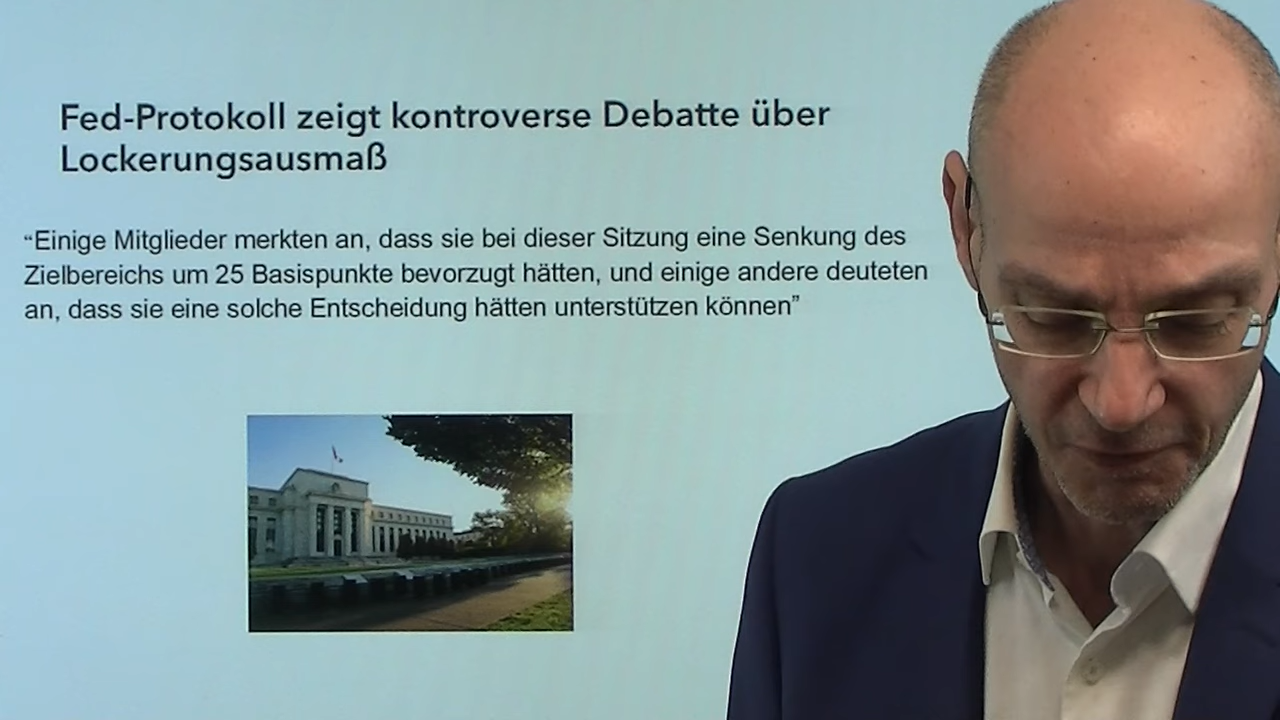 Fed-Protokoll zeigt kontroverse Debatte über
Lockerungsausmaß
“Einige Mitglieder merkten an, dass sie bei dieser Sitzung eine Senkung des
Zielbereichs um 25 Basispunkte bevorzugt hätten, und einige andere deuteten
an, dass sie eine solche Entscheidung hätten unterstützen können”